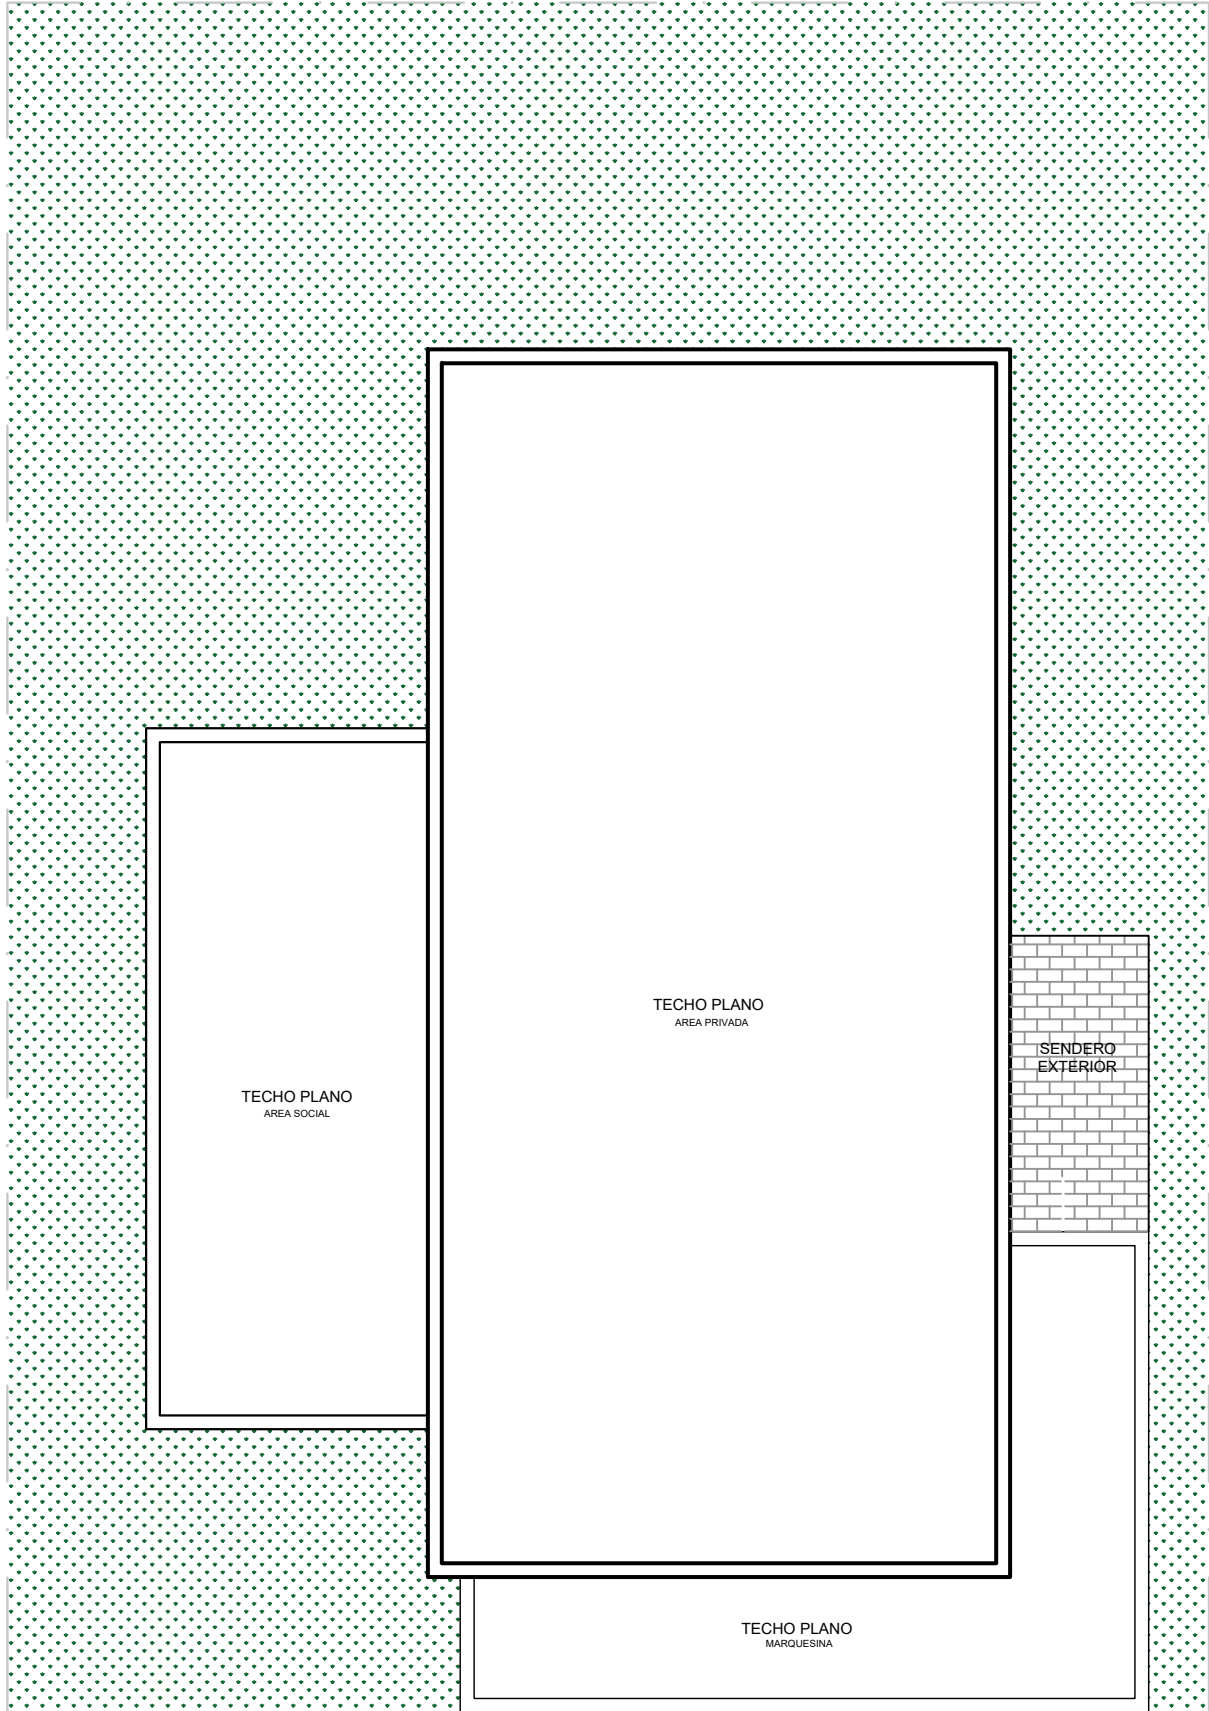 TECHO PLANO
AREA PRIVADA
SENDERO
EXTERIOR
TECHO PLANO
AREA SOCIAL
TECHO PLANO
MARQUESINA